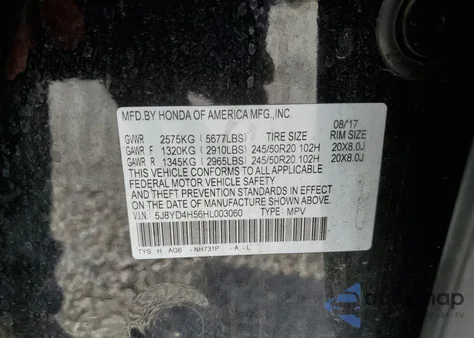 MFD.BY HONDA OF AMERICA MFG.,INC.
08/17
GVWR 2575KG (5677LBS) TIRE SIZE RIM SIZE
GAWR F 1320KG (2910LBS) 245/50R20 102H 20X8.0J
GAWR R 1345KG (2965LBS) 245/50R20 102H 20X8.0J
THIS VEHICLE CONFORMS TO ALL APPLICABLE
FEDERAL MOTOR VEHICLE SAFETY
AND THEFT PREVENTION STANDARDS IN EFFECT
ON THE DATE OF MANUFACTURE SHOWN ABOVE.
V.I.N: 5J8YD4H56HL003060 TYPE: MPV
TYS H AG6 -NH731P -A -L